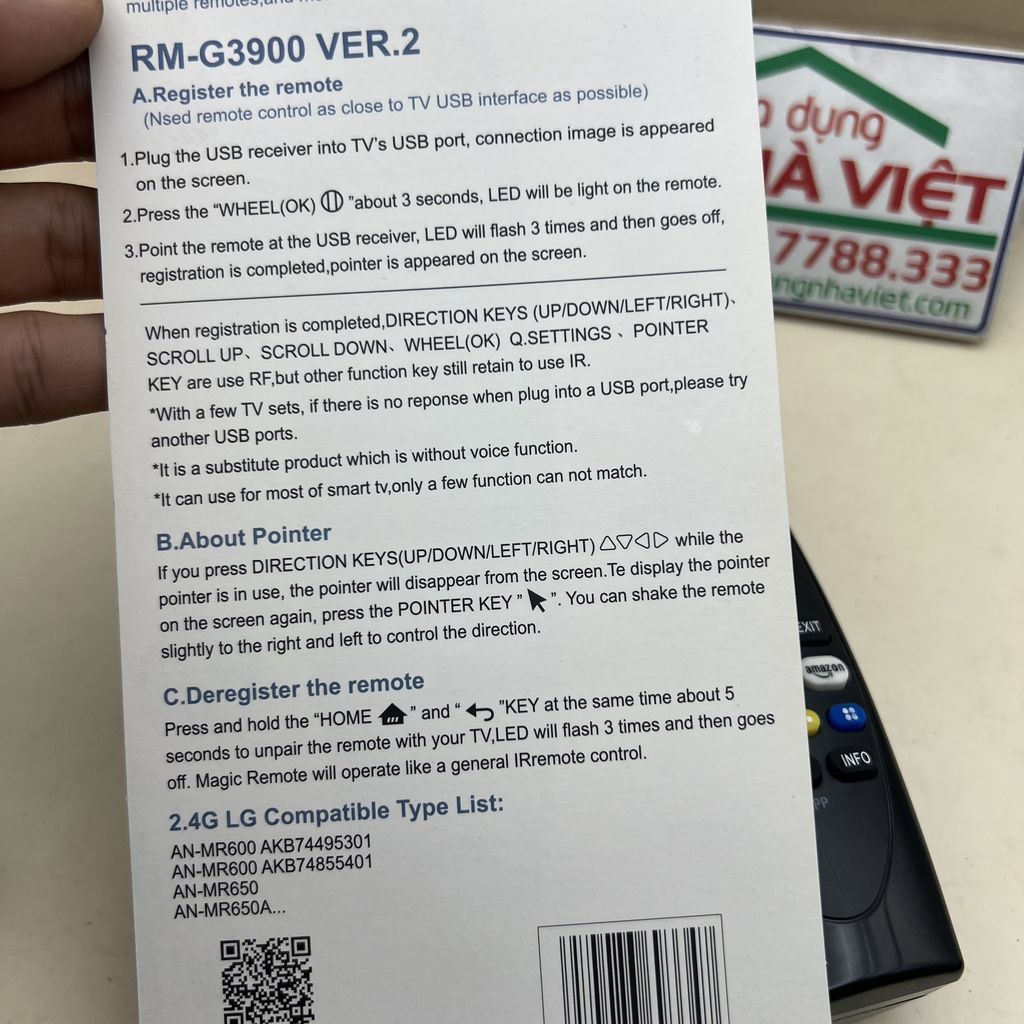 multiple remotes,and
RM-G3900 VER.2
A.Register the remote
(Nsed remote control as close to TV USB interface as possible)
1.Plug the USB receiver into TV's USB port, connection image is appeared
on the screen.
2.Press the “WHEEL(OK) ”about 3 seconds, LED will be light on the remote.
3.Point the remote at the USB receiver, LED will flash 3 times and then goes off,
registration is completed,pointer is appeared on the screen.
When registration is completed,DIRECTION KEYS (UP/DOWN/LEFT/RIGHT)、
SCROLL UP、SCROLL DOWN、WHEEL(OK) Q.SETTINGS 、POINTER
KEY are use RF,but other function key still retain to use IR.
*With a few TV sets, if there is no reponse when plug into a USB port,please try
another USB ports.
*It is a substitute product which is without voice function.
*It can use for most of smart tv,only a few function can not match.
B.About Pointer
If you press DIRECTION KEYS(UP/DOWN/LEFT/RIGHT) △▽◁▷ while the
pointer is in use, the pointer will disappear from the screen.Te display the pointer
on the screen again, press the POINTER KEY ” ”. You can shake the remote
slightly to the right and left to control the direction.
C.Deregister the remote
Press and hold the “HOME ” and “ ”KEY at the same time about 5
seconds to unpair the remote with your TV,LED will flash 3 times and then goes
off. Magic Remote will operate like a general IRremote control.
2.4G LG Compatible Type List:
AN-MR600 AKB74495301
AN-MR600 AKB74855401
AN-MR650
AN-MR650A...
dụng
À VIỆT
7788.333
ngnhaviet.com
EXIT
amazon
INFO